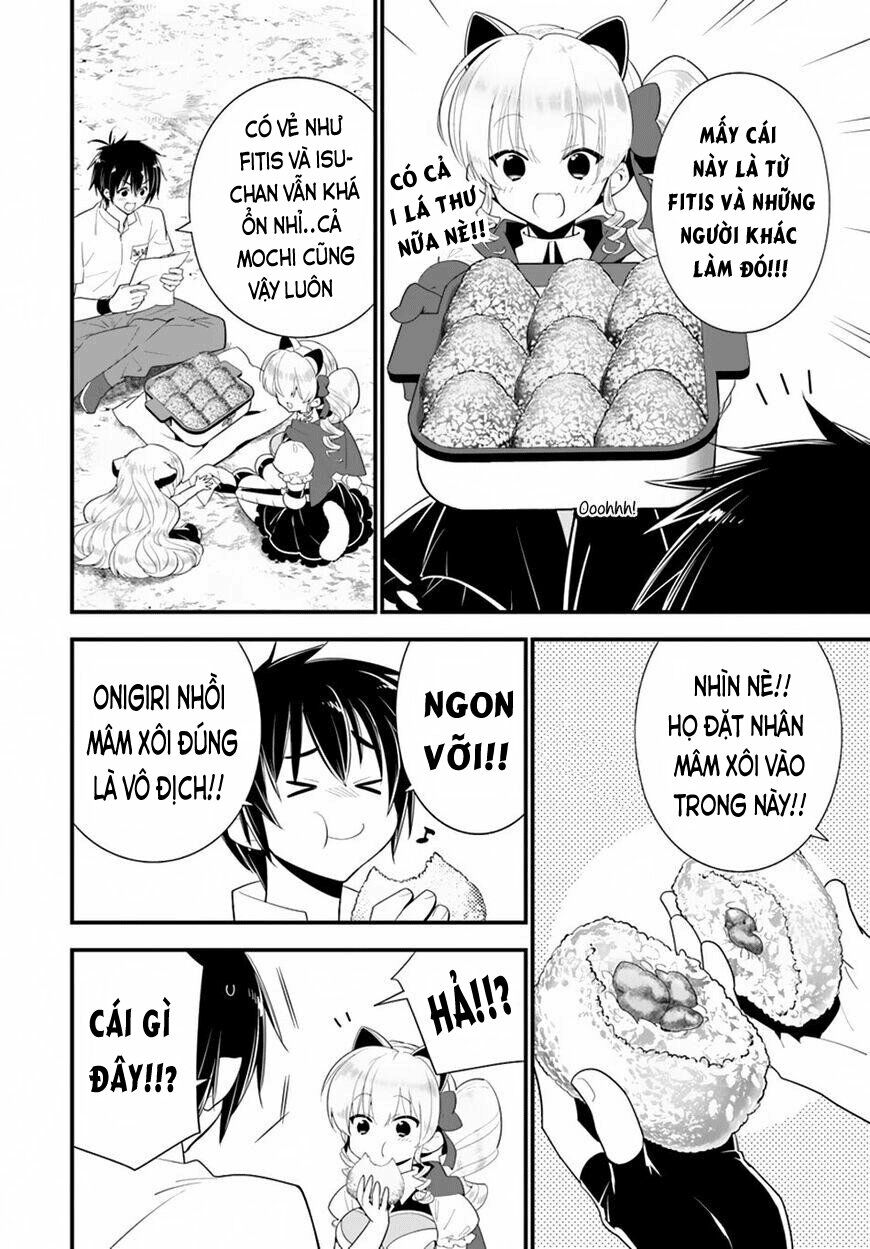 MẤY CÁI
NÀY LÀ TỪ
FITIS VÀ NHỮNG
NGƯỜI KHÁC
LÀM ĐÓ!!!
CÓ CẢ
1 LÁ THƯ
NỮA NÈ!!
Ooohhh!
CÓ VẺ NHƯ
FITIS VÀ ISU-
CHAN VẪN KHÁ
ỔN NHỈ..CẢ
MOCHI CŨNG
VẬY LUÔN
NHÌN NÈ!!
HỌ ĐẶT NHÂN
MÂM XÔI VÀO
TRONG NÀY!!
NGON
VỠI!!
ONIGIRI NHỒI
MÂM XÔI ĐÚNG
LÀ VÔ ĐỊCH!!
HẢ!!?
CÁI GÌ
ĐÂY!!?